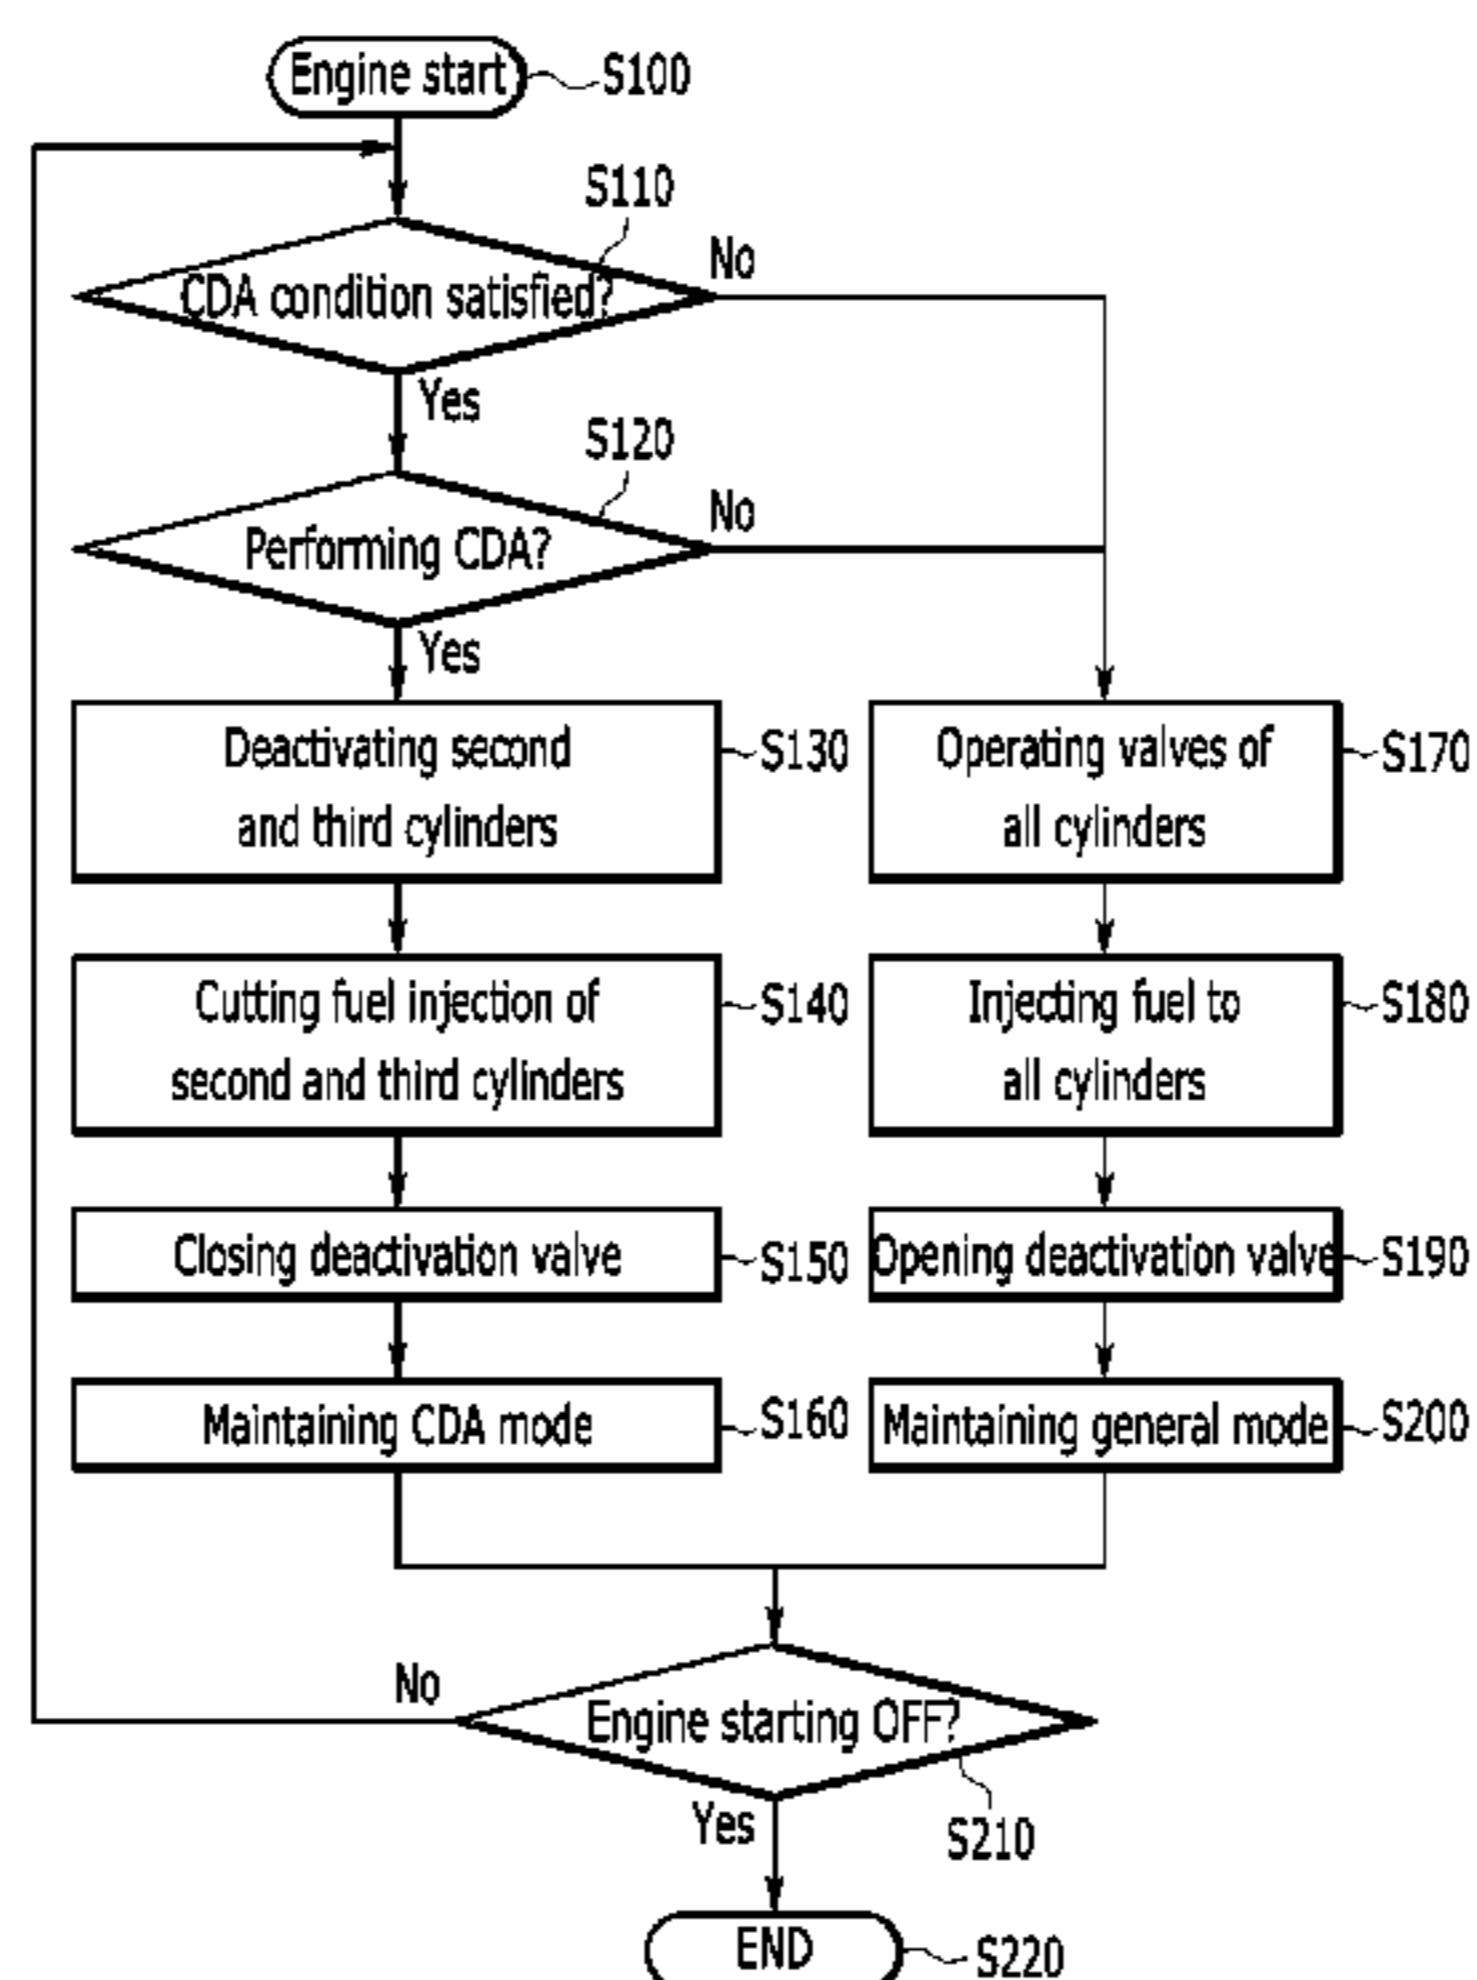 Engine start
S100
S110
CDA condition satisfied?
No
Yes
S120
Performing CDA?
No
Yes
Deactivating second
and third cylinders
S130
Operating valves of
all cylinders
S170
Cutting fuel injection of
second and third cylinders
S140
Injecting fuel to
all cylinders
S180
Closing deactivation valve
S150
Opening deactivation valve
S190
Maintaining CDA mode
S160
Maintaining general mode
S200
No
Engine starting OFF?
Yes
S210
END
S220